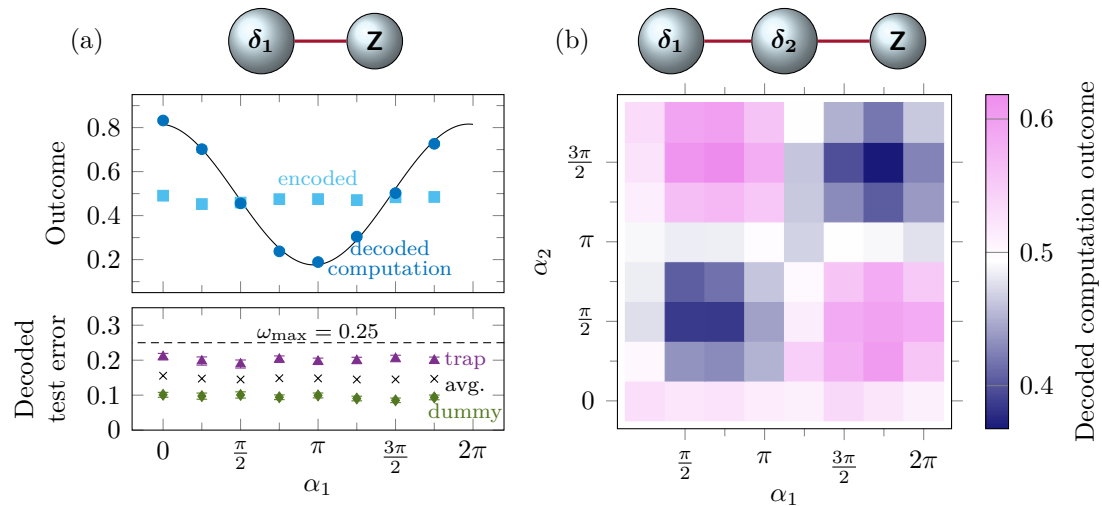 (a)
δ₁ Z
Outcome
0.8
0.6
0.4
0.2
encoded
decoded
computation
Decoded
test error
0.3
0.2
0.1
0
ω_max = 0.25
trap
avg.
dummy
0 π/2 π 3π/2 2π
α₁
(b)
δ₁ δ₂ Z
α₂
3π/2
π
π/2
0
π/2 π 3π/2 2π
α₁
0.6
0.5
0.4
Decoded computation outcome